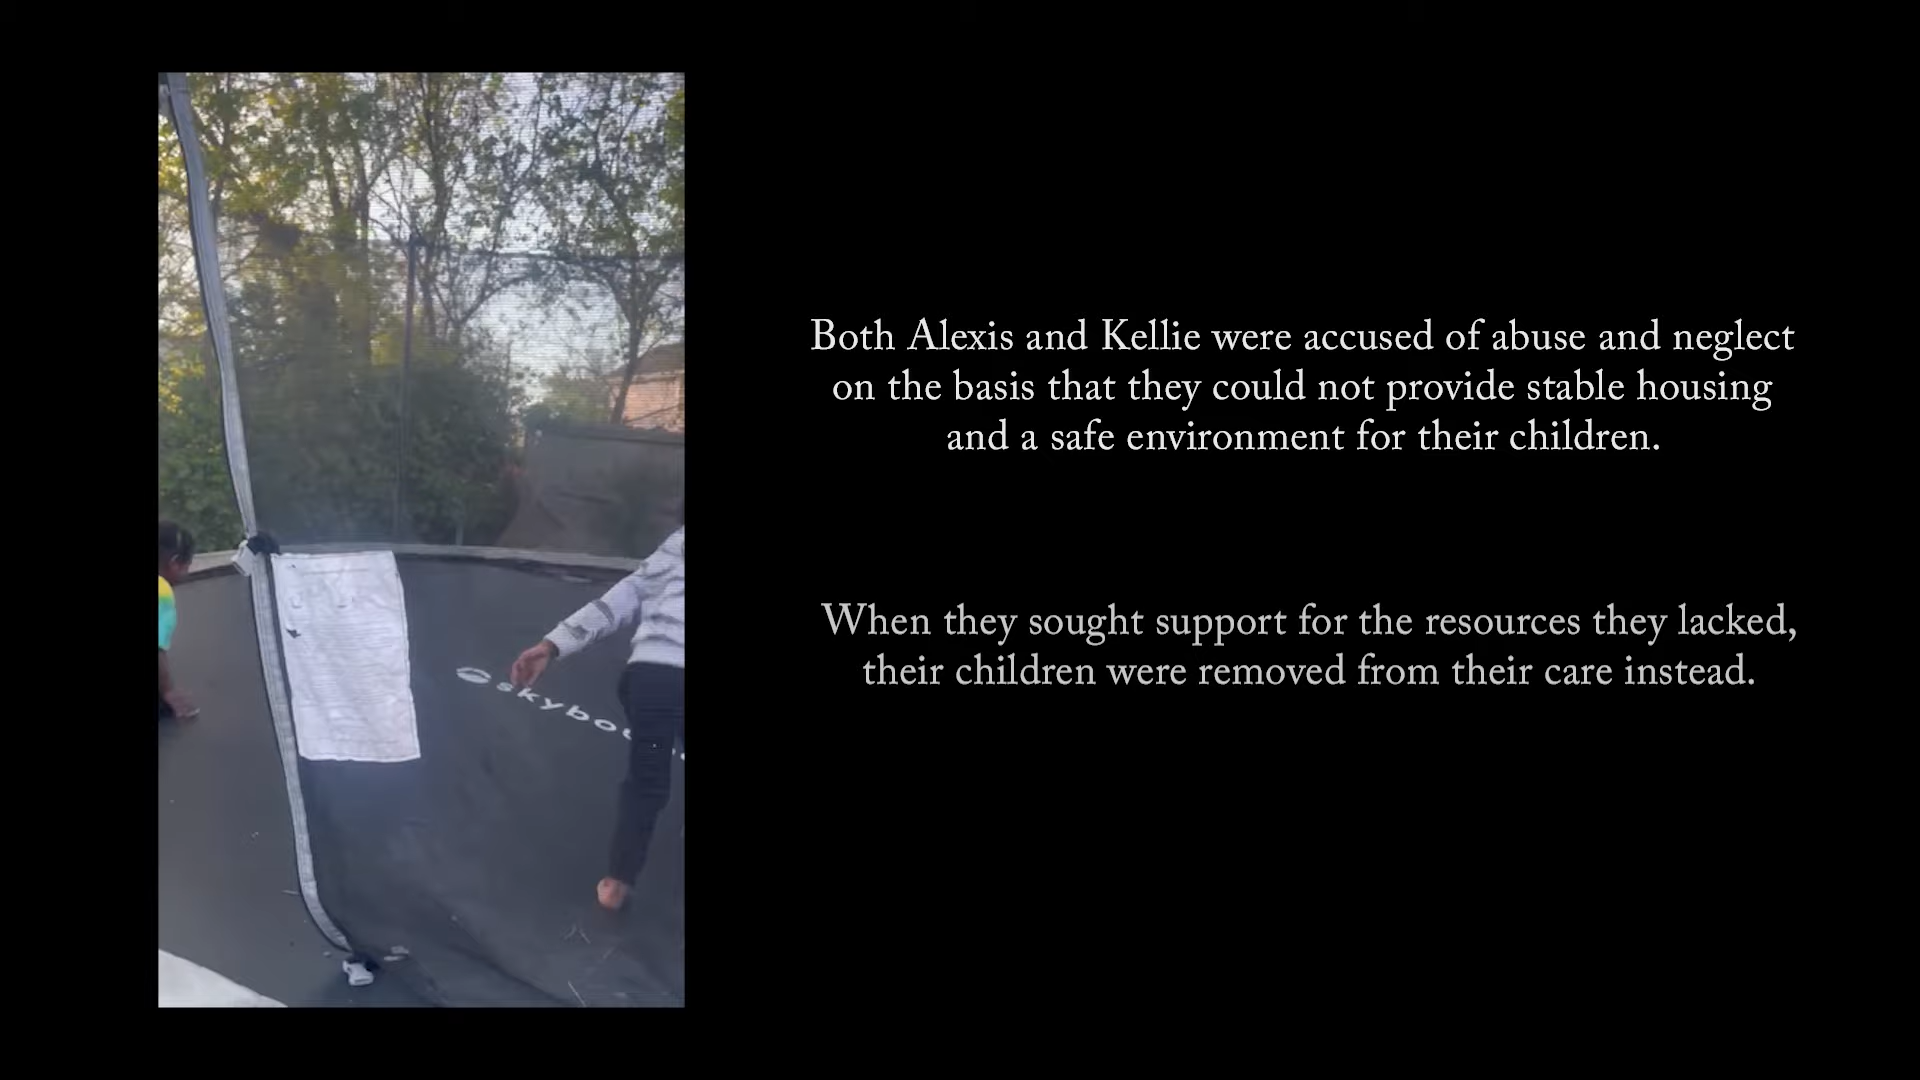 Both Alexis and Kellie were accused of abuse and neglect
on the basis that they could not provide stable housing
and a safe environment for their children.
When they sought support for the resources they lacked,
their children were removed from their care instead.